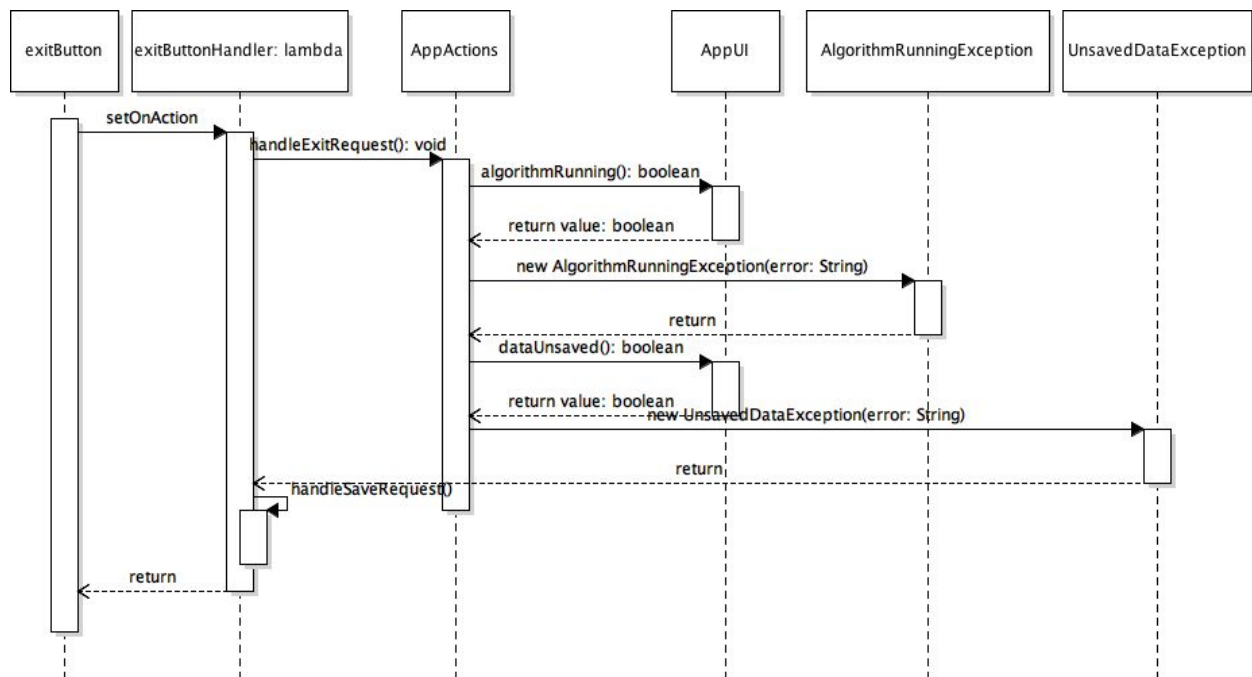 exitButton
exitButtonHandler: lambda
AppActions
AppUI
AlgorithmRunningException
UnsavedDataException
setOnAction
handleExitRequest(): void
algorithmRunning(): boolean
return value: boolean
new AlgorithmRunningException(error: String)
return
dataUnsaved(): boolean
return value: boolean
new UnsavedDataException(error: String)
return
handleSaveRequest()
return